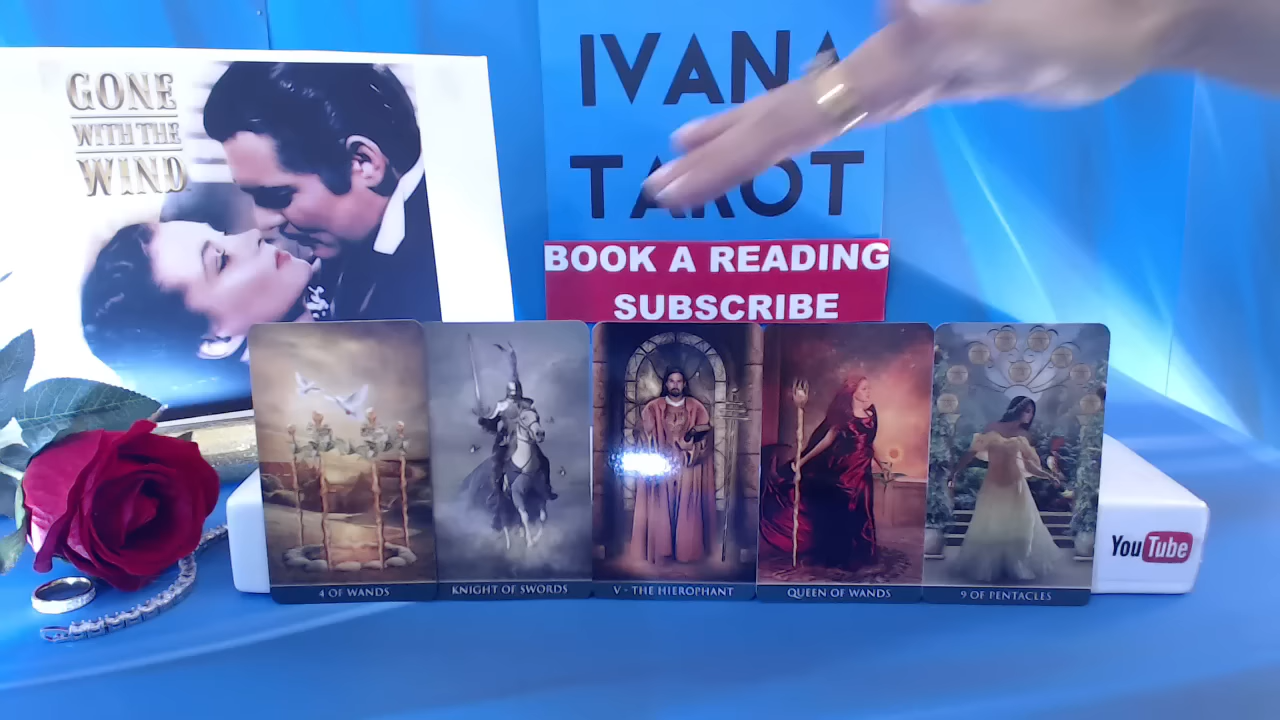 GONE
WITH THE
WIND
IVANA
TAROT
BOOK A READING
SUBSCRIBE
4 OF WANDS
KNIGHT OF SWORDS
V - THE HIEROPHANT
QUEEN OF WANDS
9 OF PENTACLES
YouTube